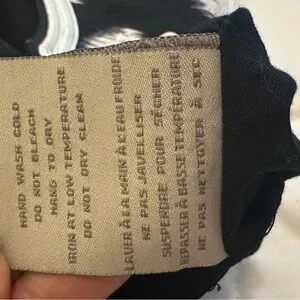 HAND WASH COLD
DO NOT BLEACH
HANG TO DRY
IRON AT LOW TEMPERATURE
DO NOT DRY CLEAN
LAVER À LA MAIN À L'EAU FROIDE
NE PAS JAVELLISER
SUSPENDRE POUR SÉCHER
REPASSER À BASSE TEMPÉRATURE
NE PAS NETTOYER À SEC